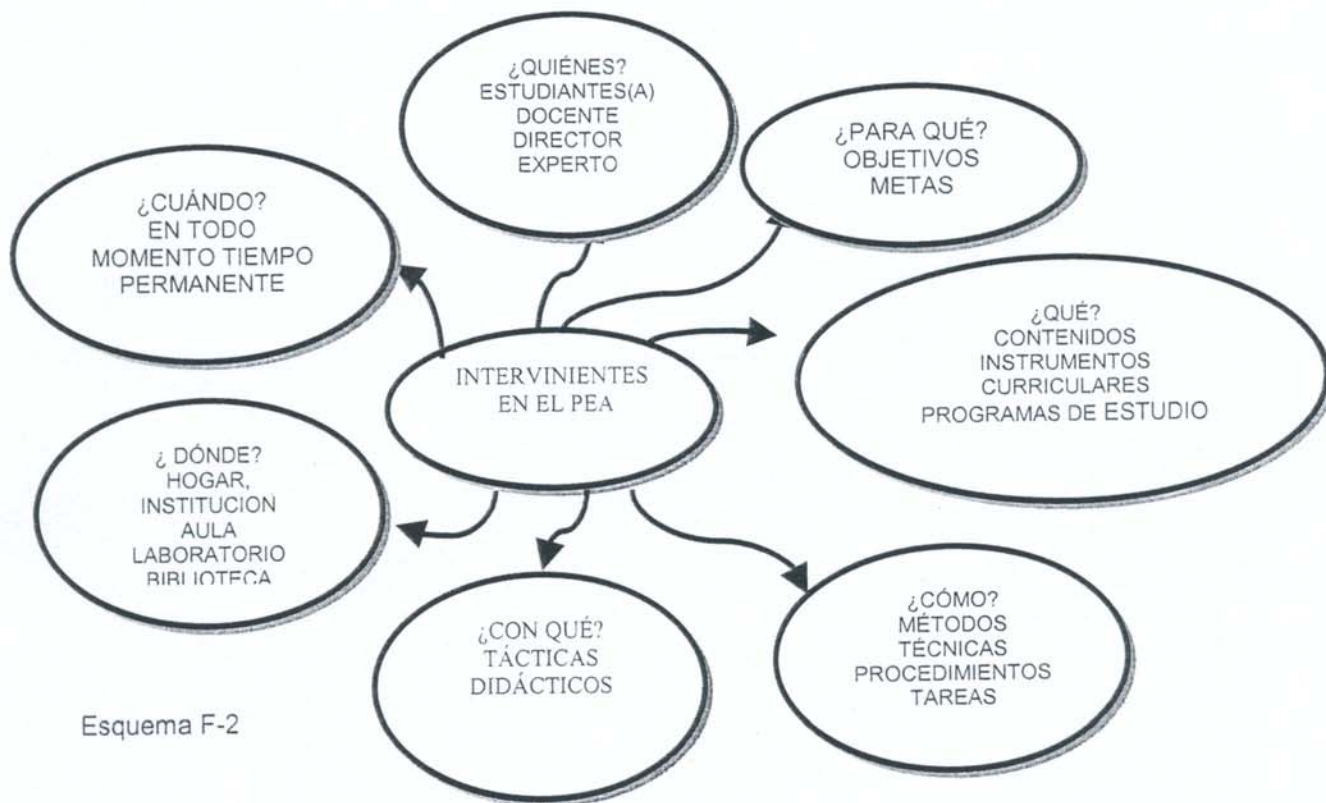 ¿QUIÉNES?
ESTUDIANTES(A)
DOCENTE
DIRECTOR
EXPERTO
¿PARA QUÉ?
OBJETIVOS
METAS
¿CUÁNDO?
EN TODO
MOMENTO TIEMPO
PERMANENTE
¿QUÉ?
CONTENIDOS
INSTRUMENTOS
CURRICULARES
PROGRAMAS DE ESTUDIO
INTERVINIENTES
EN EL PEA
¿ DÓNDE?
HOGAR,
INSTITUCION
AULA
LABORATORIO
BIBLIOTECA
¿CON QUÉ?
TÁCTICAS
DIDÁCTICOS
¿CÓMO?
MÉTODOS
TÉCNICAS
PROCEDIMIENTOS
TAREAS
Esquema F-2